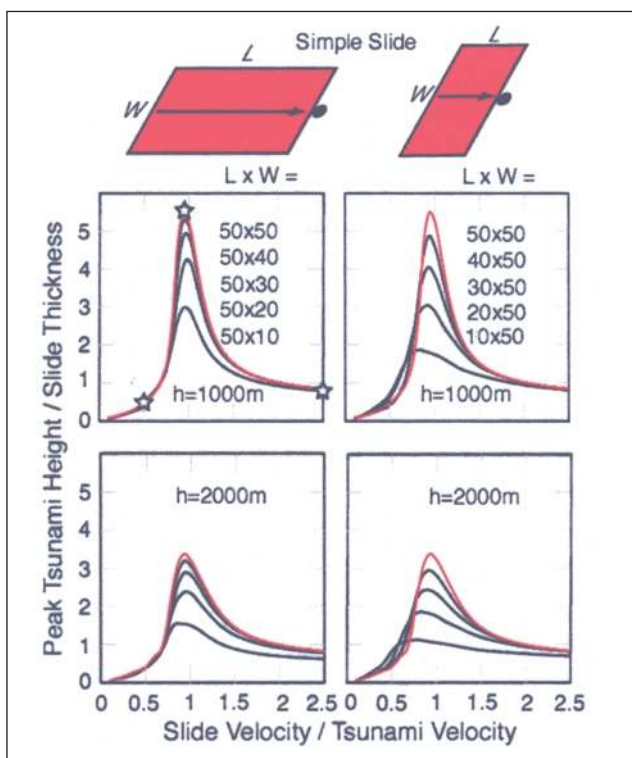 Simple Slide
L
L
W
W
L x W =
L x W =
Peak Tsunami Height / Slide Thickness
5
4
3
2
1
0
50x50
50x40
50x30
50x20
50x10
h=1000m
50x50
40x50
30x50
20x50
10x50
h=1000m
5
4
3
2
1
0
h=2000m
h=2000m
0 0.5 1 1.5 2 2.5
0 0.5 1 1.5 2 2.5
Slide Velocity / Tsunami Velocity